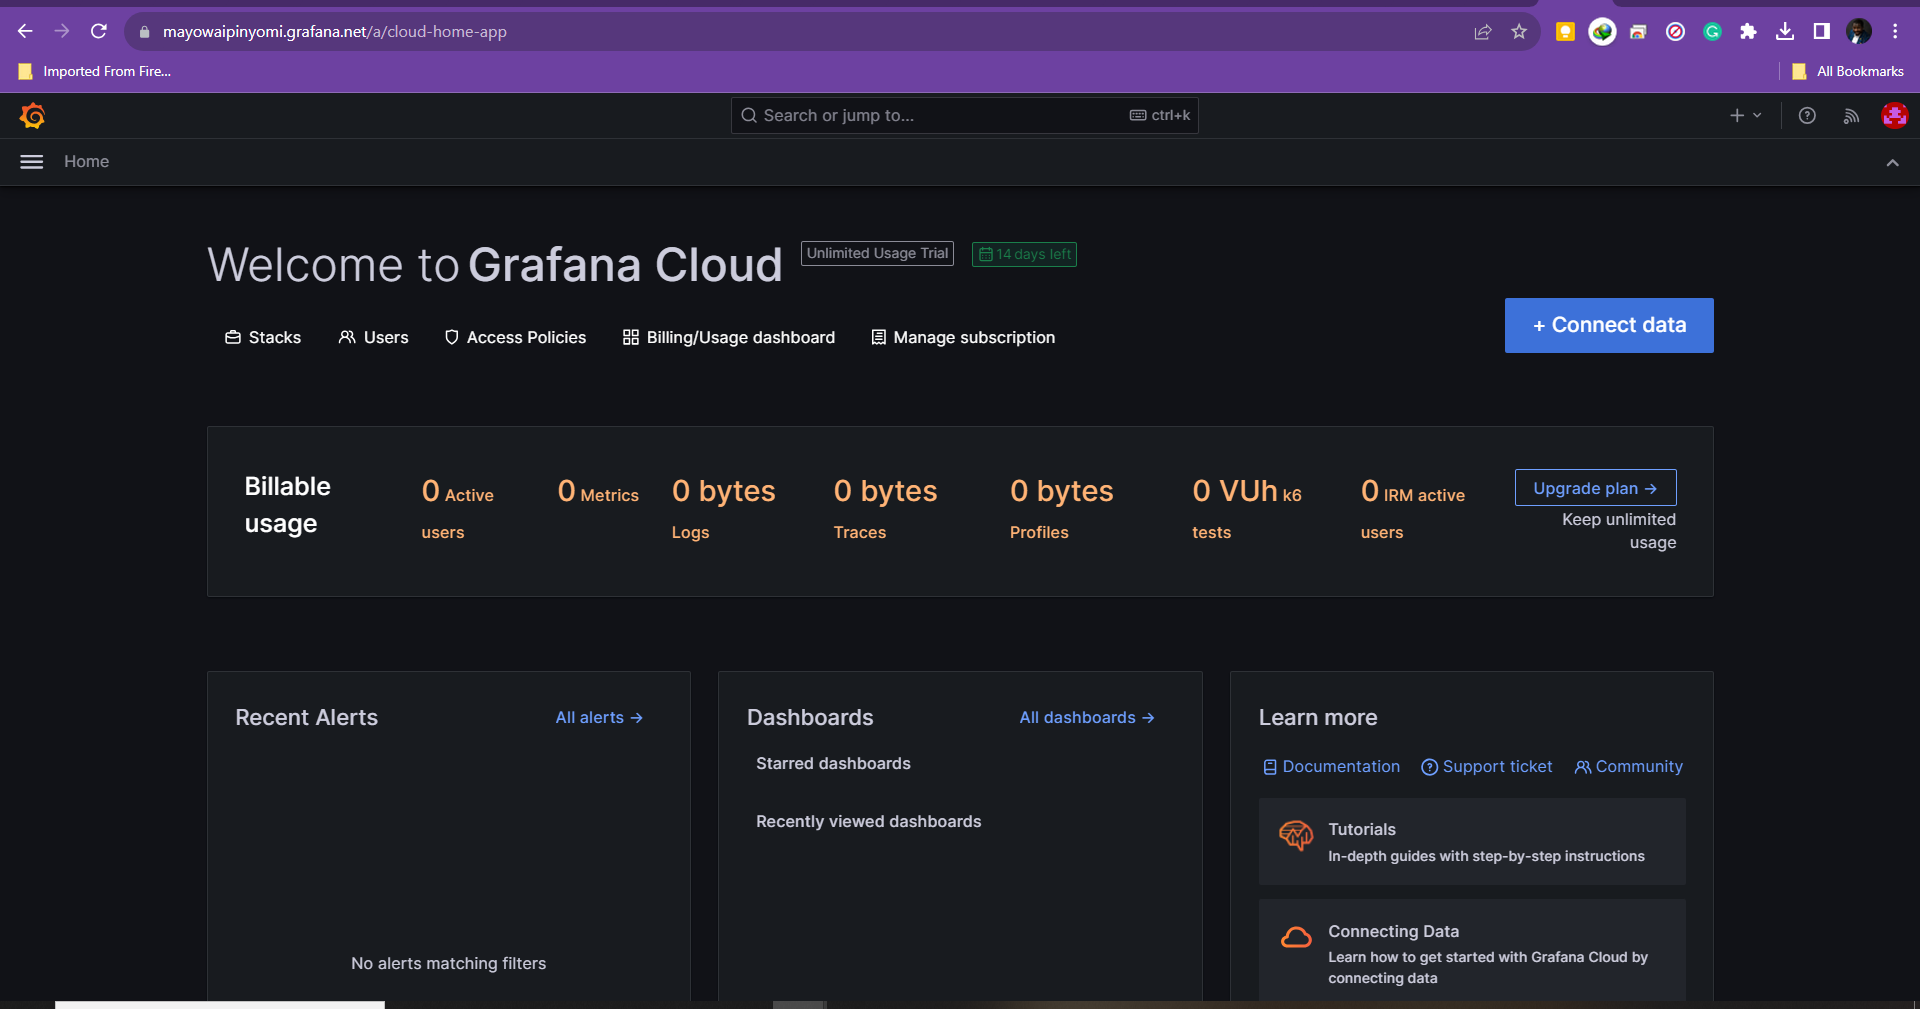 mayowaipinyomi.grafana.net/a/cloud-home-app
Imported From Fire...
All Bookmarks
Search or jump to...
ctrl+k
Home
Welcome to Grafana Cloud
Unlimited Usage Trial
14 days left
Stacks
Users
Access Policies
Billing/Usage dashboard
Manage subscription
+ Connect data
Billable
usage
0 Active
users
0 Metrics
0 bytes
Logs
0 bytes
Traces
0 bytes
Profiles
0 VUh k6
tests
0 IRM active
users
Upgrade plan →
Keep unlimited
usage
Recent Alerts
All alerts →
No alerts matching filters
Dashboards
All dashboards →
Starred dashboards
Recently viewed dashboards
Learn more
Documentation
Support ticket
Community
Tutorials
In-depth guides with step-by-step instructions
Connecting Data
Learn how to get started with Grafana Cloud by
connecting data